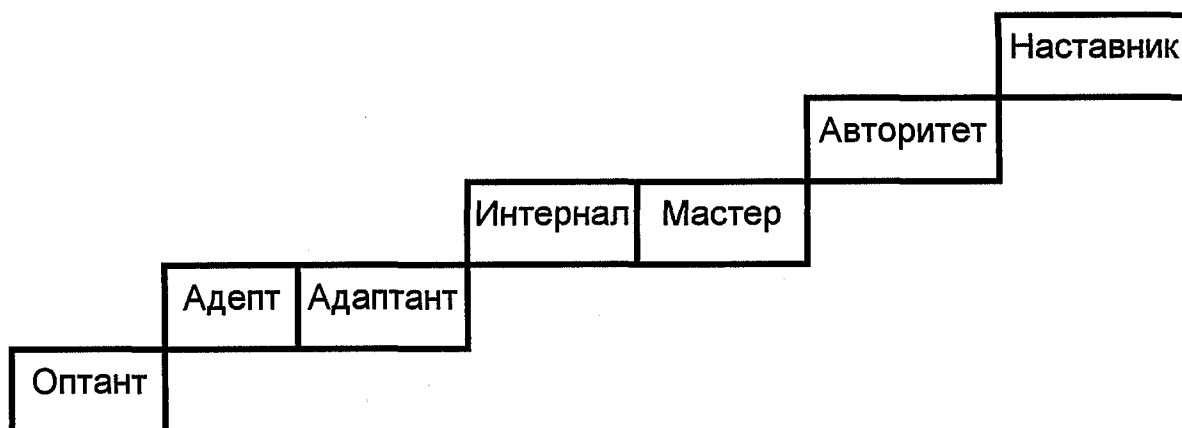 Наставник
Авторитет
Интернал Мастер
Адепт Адаптант
Оптант